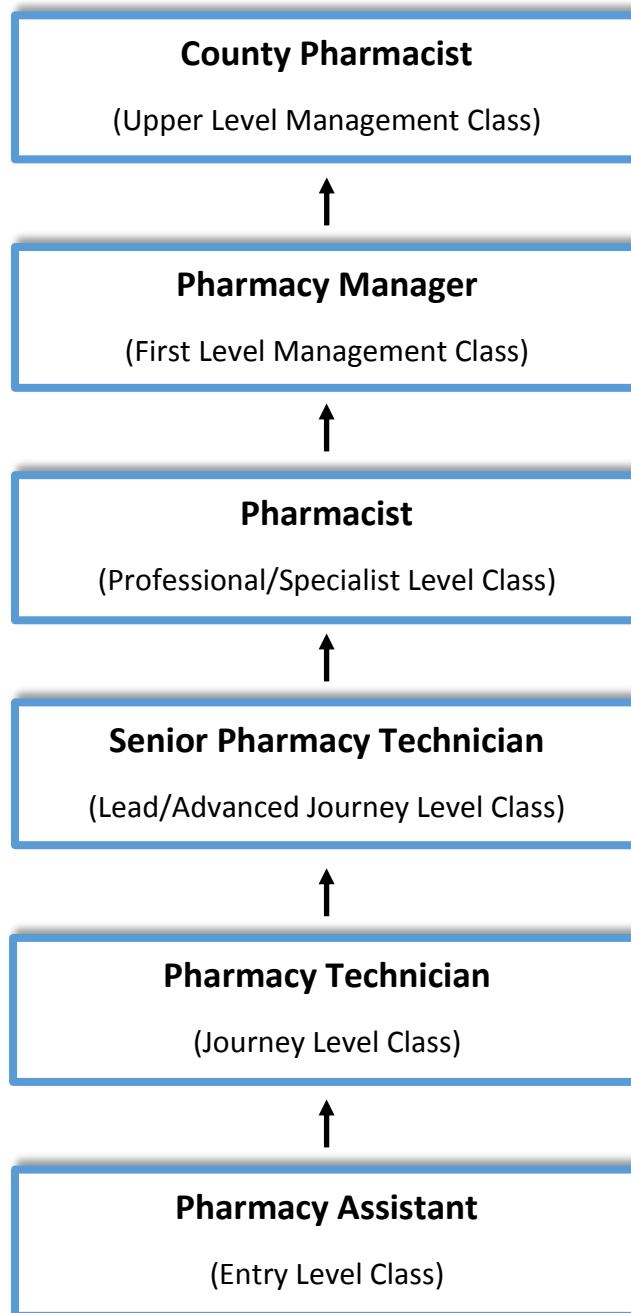 County Pharmacist
(Upper Level Management Class)
Pharmacy Manager
(First Level Management Class)
Pharmacist
(Professional/Specialist Level Class)
Senior Pharmacy Technician
(Lead/Advanced Journey Level Class)
Pharmacy Technician
(Journey Level Class)
Pharmacy Assistant
(Entry Level Class)